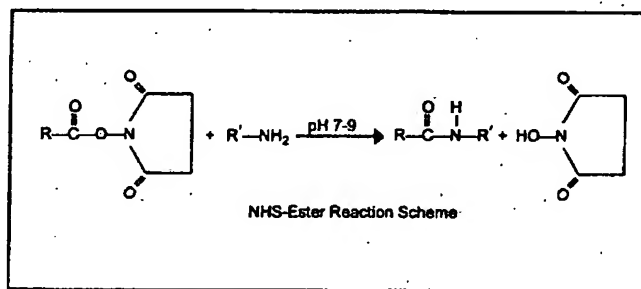 O O O
O H O
R-C-O-N + R'-NH₂ pH 7-9 R-C-N-R' + HO-N
O O
NHS-Ester Reaction Scheme